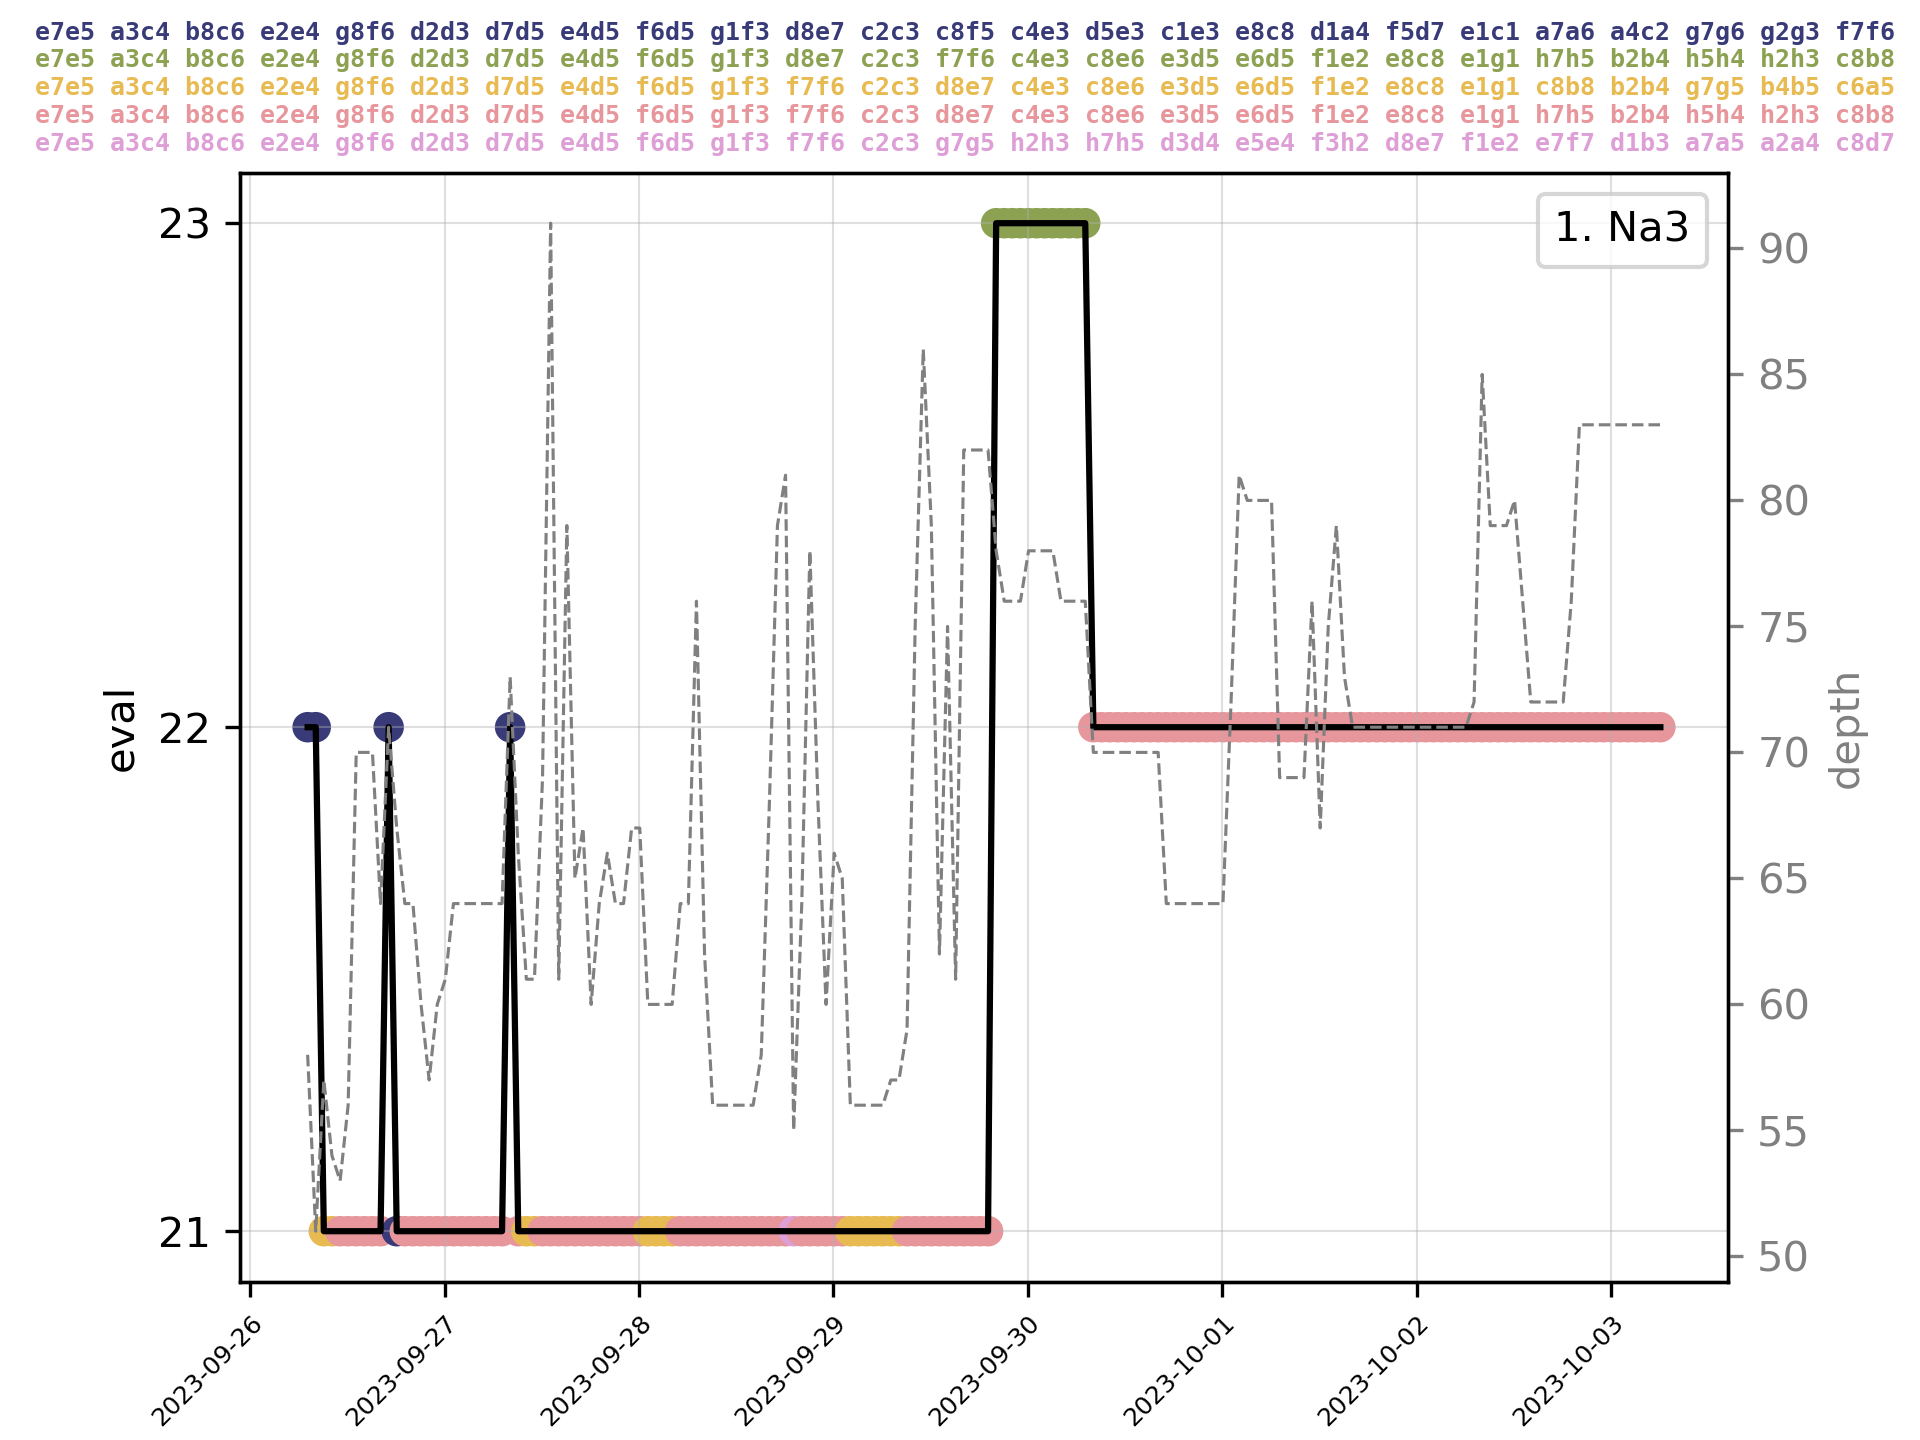 e7e5 a3c4 b8c6 e2e4 g8f6 d2d3 d7d5 e4d5 f6d5 g1f3 d8e7 c2c3 c8f5 c4e3 d5e3 c1e3 e8c8 d1a4 f5d7 e1c1 a7a6 a4c2 g7g6 g2g3 f7f6
e7e5 a3c4 b8c6 e2e4 g8f6 d2d3 d7d5 e4d5 f6d5 g1f3 d8e7 c2c3 f7f6 c4e3 c8e6 e3d5 e6d5 f1e2 e8c8 e1g1 h7h5 b2b4 h5h4 h2h3 c8b8
e7e5 a3c4 b8c6 e2e4 g8f6 d2d3 d7d5 e4d5 f6d5 g1f3 f7f6 c2c3 d8e7 c4e3 c8e6 e3d5 e6d5 f1e2 e8c8 e1g1 c8b8 b2b4 g7g5 b4b5 c6a5
e7e5 a3c4 b8c6 e2e4 g8f6 d2d3 d7d5 e4d5 f6d5 g1f3 f7f6 c2c3 d8e7 c4e3 c8e6 e3d5 e6d5 f1e2 e8c8 e1g1 h7h5 b2b4 h5h4 h2h3 c8b8
e7e5 a3c4 b8c6 e2e4 g8f6 d2d3 d7d5 e4d5 f6d5 g1f3 f7f6 c2c3 g7g5 h2h3 h7h5 d3d4 e5e4 f3h2 d8e7 f1e2 e7f7 d1b3 a7a5 a2a4 c8d7
1. Na3
eval
23
22
21
90
85
80
75
70
65
60
55
50
depth
2023-09-26
2023-09-27
2023-09-28
2023-09-29
2023-09-30
2023-10-01
2023-10-02
2023-10-03